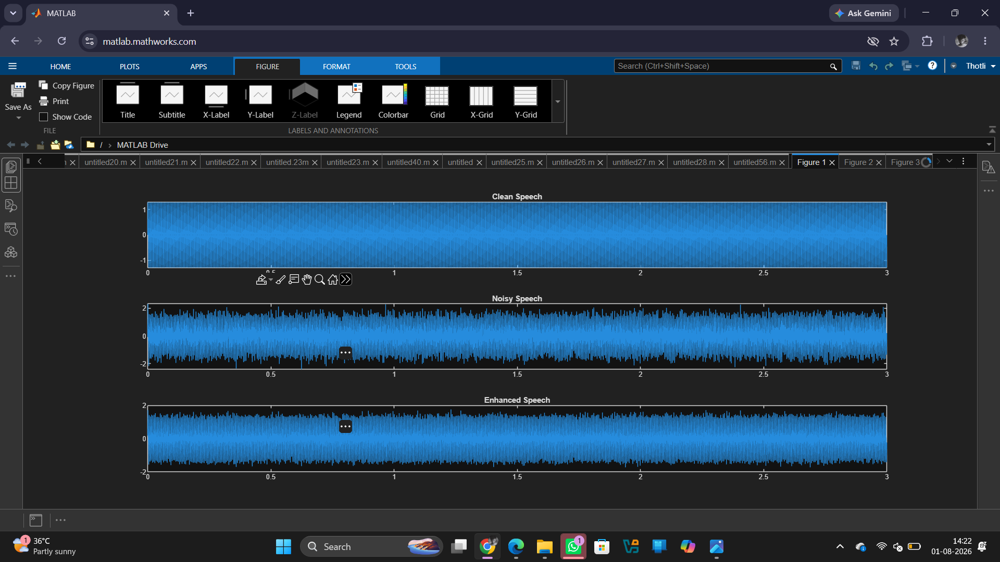 MATLAB
Ask Gemini
matlab.mathworks.com
HOME PLOTS APPS FIGURE FORMAT TOOLS
Search (Ctrl+Shift+Space)
Thotli
Save As
Copy Figure
Print
Show Code
FILE
Title Subtitle X-Label Y-Label Z-Label Legend Colorbar Grid X-Grid Y-Grid
LABELS AND ANNOTATIONS
/ › MATLAB Drive
untitled20.m untitled21.m untitled22.m untitled.23m untitled23.m untitled40.m untitled untitled25.m untitled26.m untitled27.m untitled28.m untitled56.m Figure 1 Figure 2 Figure 3
Clean Speech
1
0
-1
0 0.5 1 1.5 2 2.5 3
Noisy Speech
2
0
-2
0 0.5 1 1.5 2 2.5 3
Enhanced Speech
2
0
-2
0 0.5 1 1.5 2 2.5 3
1
36°C
Partly sunny
Search
1
14:22
01-08-2026